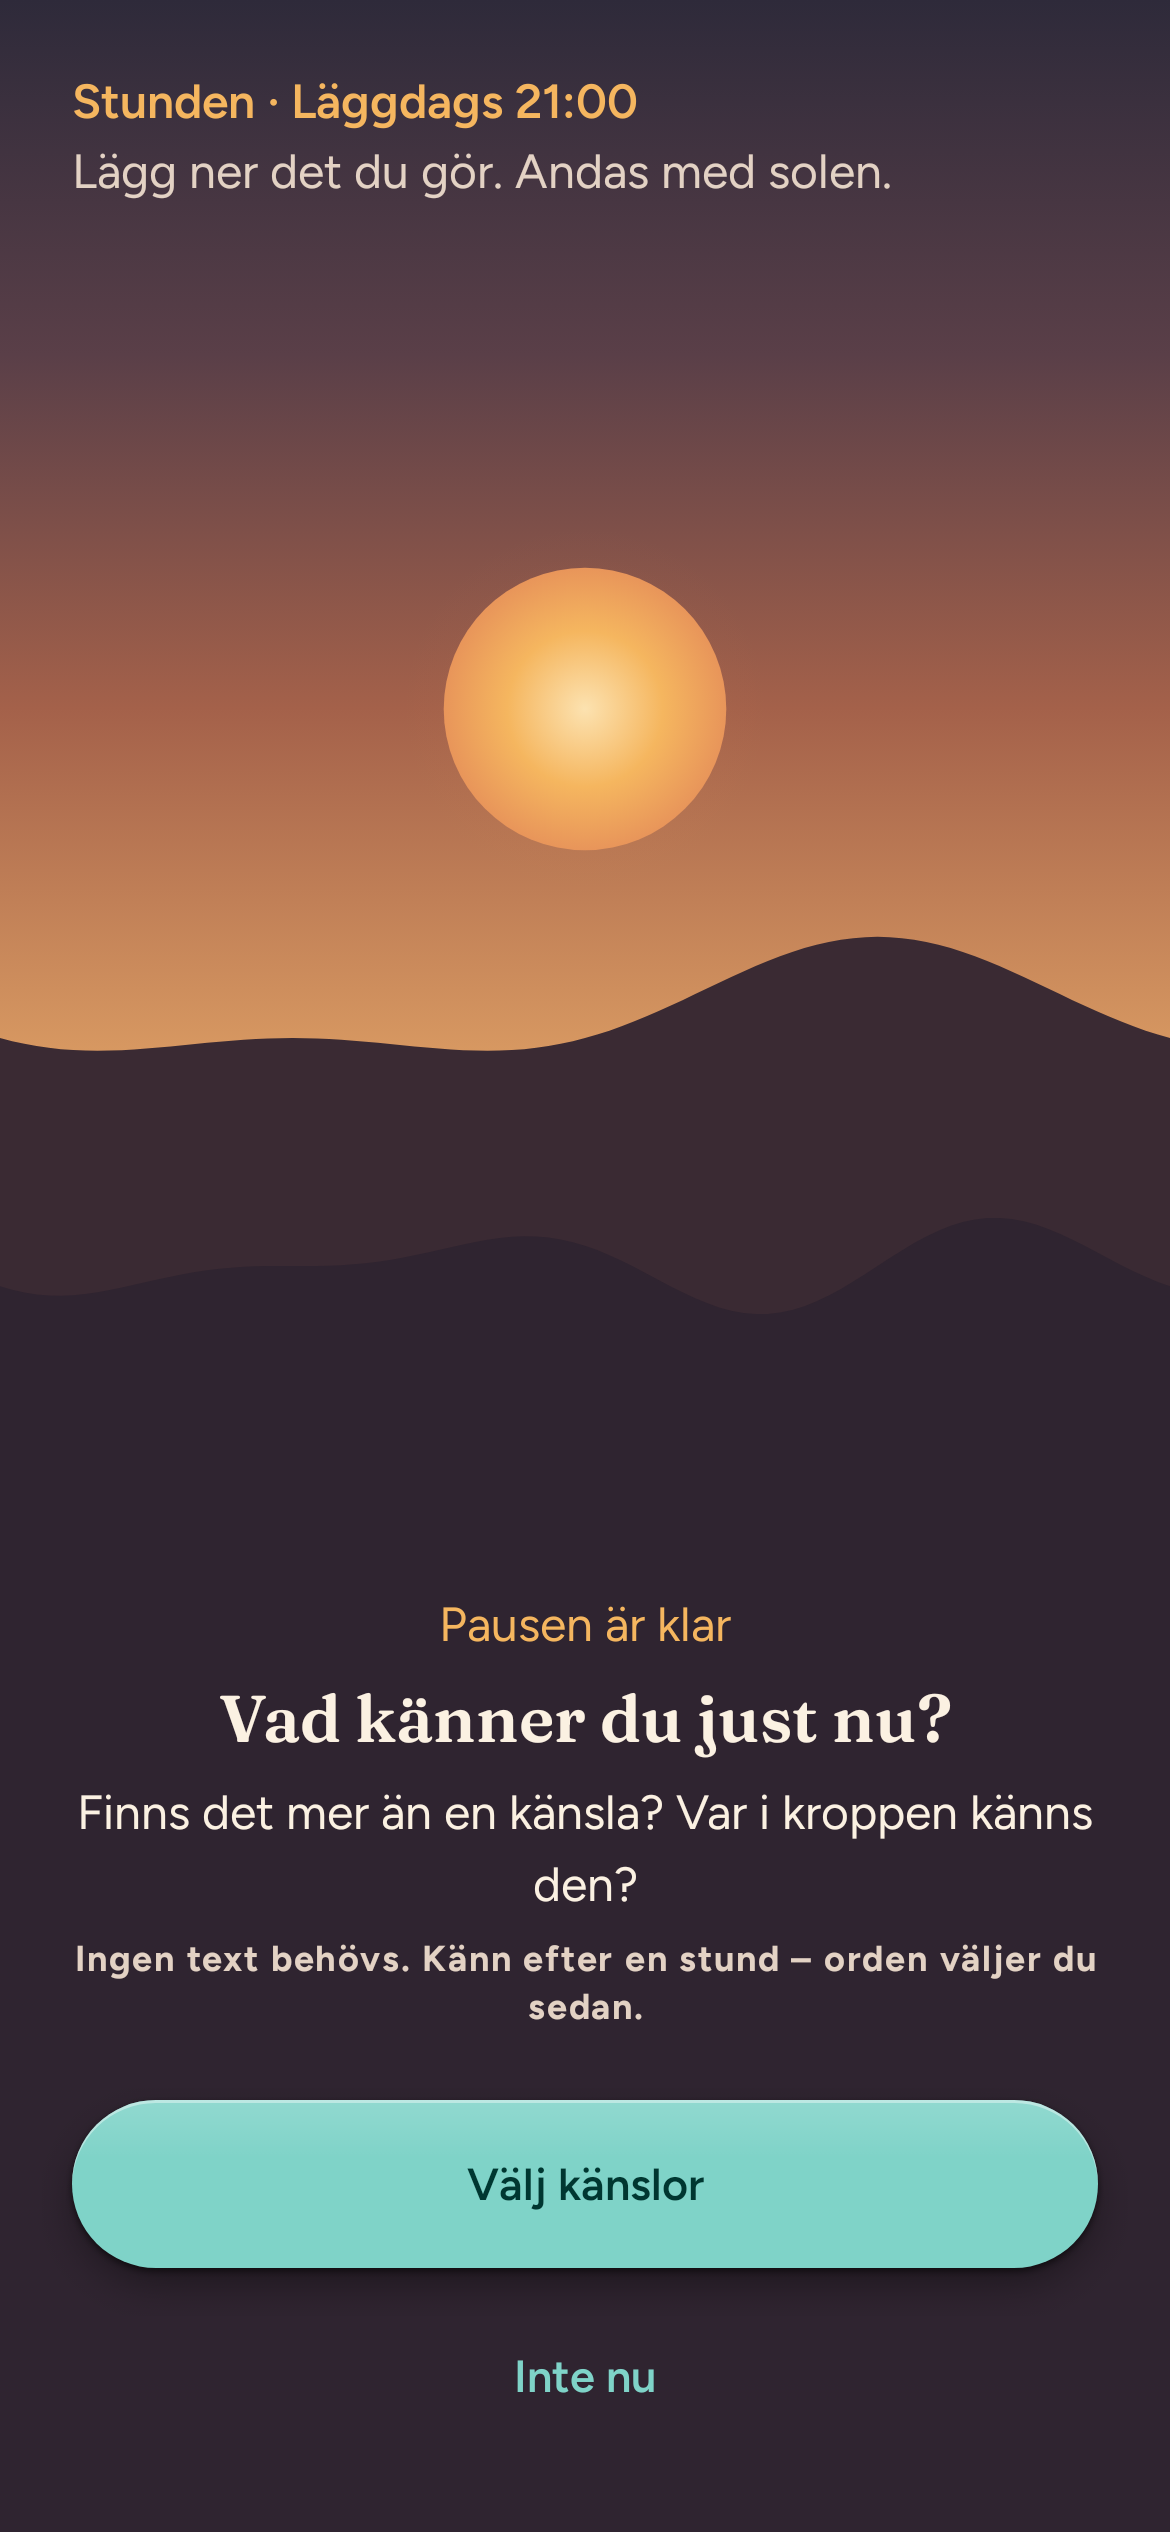 Stunden · Läggdags 21:00
Lägg ner det du gör. Andas med solen.
Pausen är klar
Vad känner du just nu?
Finns det mer än en känsla? Var i kroppen känns
den?
Ingen text behövs. Känn efter en stund – orden väljer du
sedan.
Välj känslor
Inte nu